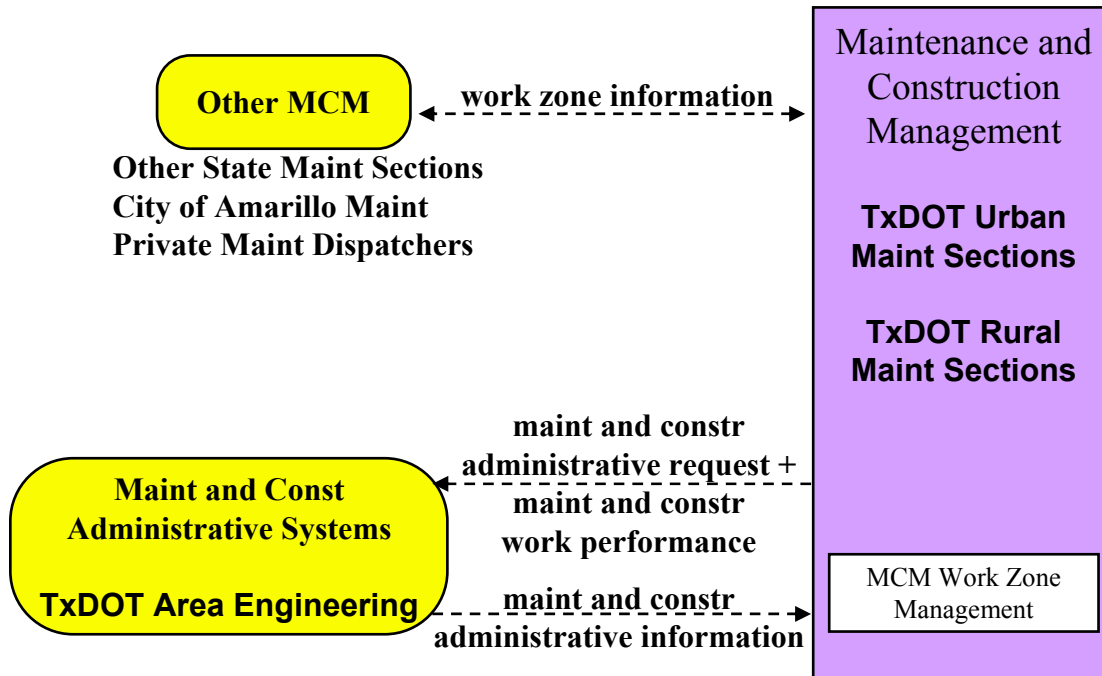 Other MCM
Other State Maint Sections
City of Amarillo Maint
Private Maint Dispatchers
work zone information
Maintenance and
Construction
Management
TxDOT Urban
Maint Sections
TxDOT Rural
Maint Sections
maint and constr
administrative request +
maint and constr
work performance
Maint and Const
Administrative Systems
TxDOT Area Engineering
maint and constr
administrative information
MCM Work Zone
Management